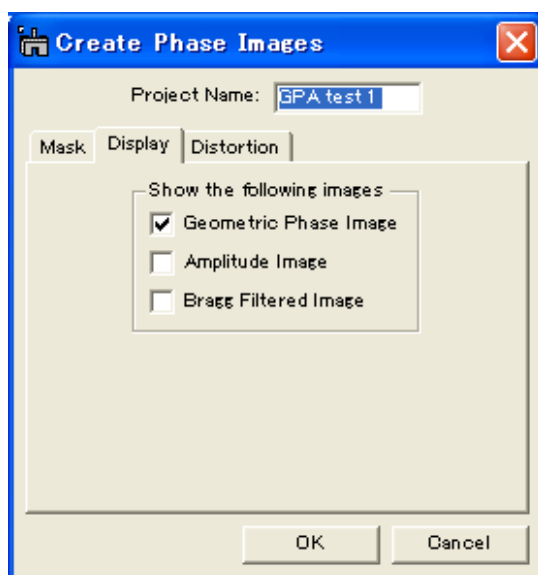 Create Phase Images
Project Name: GPA test 1
Mask Display Distortion
Show the following images
Geometric Phase Image
Amplitude Image
Bragg Filtered Image
OK Cancel